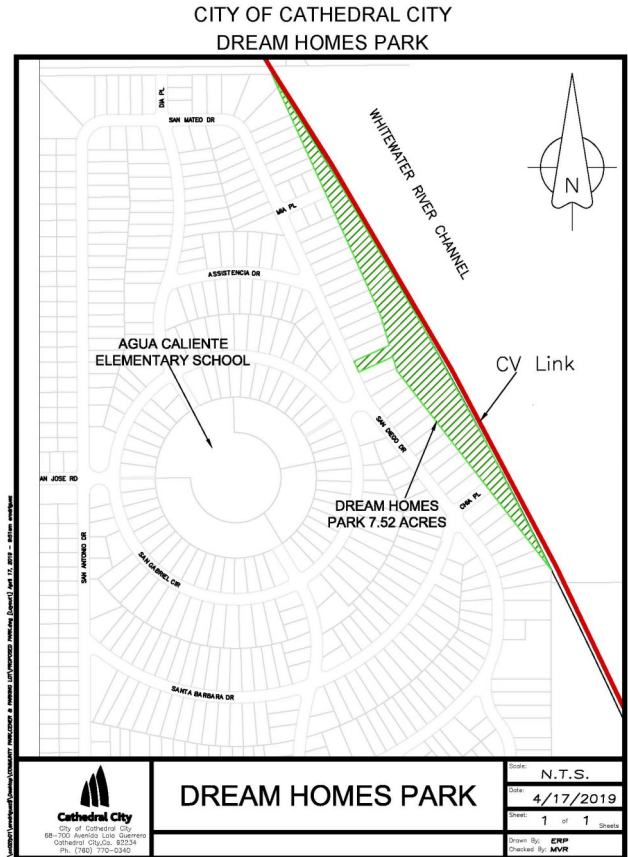 CITY OF CATHEDRAL CITY
DREAM HOMES PARK
DIA PL
SAN MATEO DR
WHITEWATER RIVER CHANNEL
N
MIA PL
ASSISTENCIA DR
AGUA CALIENTE
ELEMENTARY SCHOOL
CV Link
SAN DIEGO DR
CHIA PL
AN JOSE RD
DREAM HOMES
PARK 7.52 ACRES
SAN ANTONIO DR
SAN GABRIEL CIR
SANTA BARBARA DR
Cathedral City
City of Cathedral City
68-700 Avenida Lalo Guerrero
Cathedral City,Ca. 92234
Ph. (760) 770-0340
DREAM HOMES PARK
Scale:
N.T.S.
Date:
4/17/2019
Sheet:
1 of 1 Sheets
Drawn By: ERP
Checked By: MVR